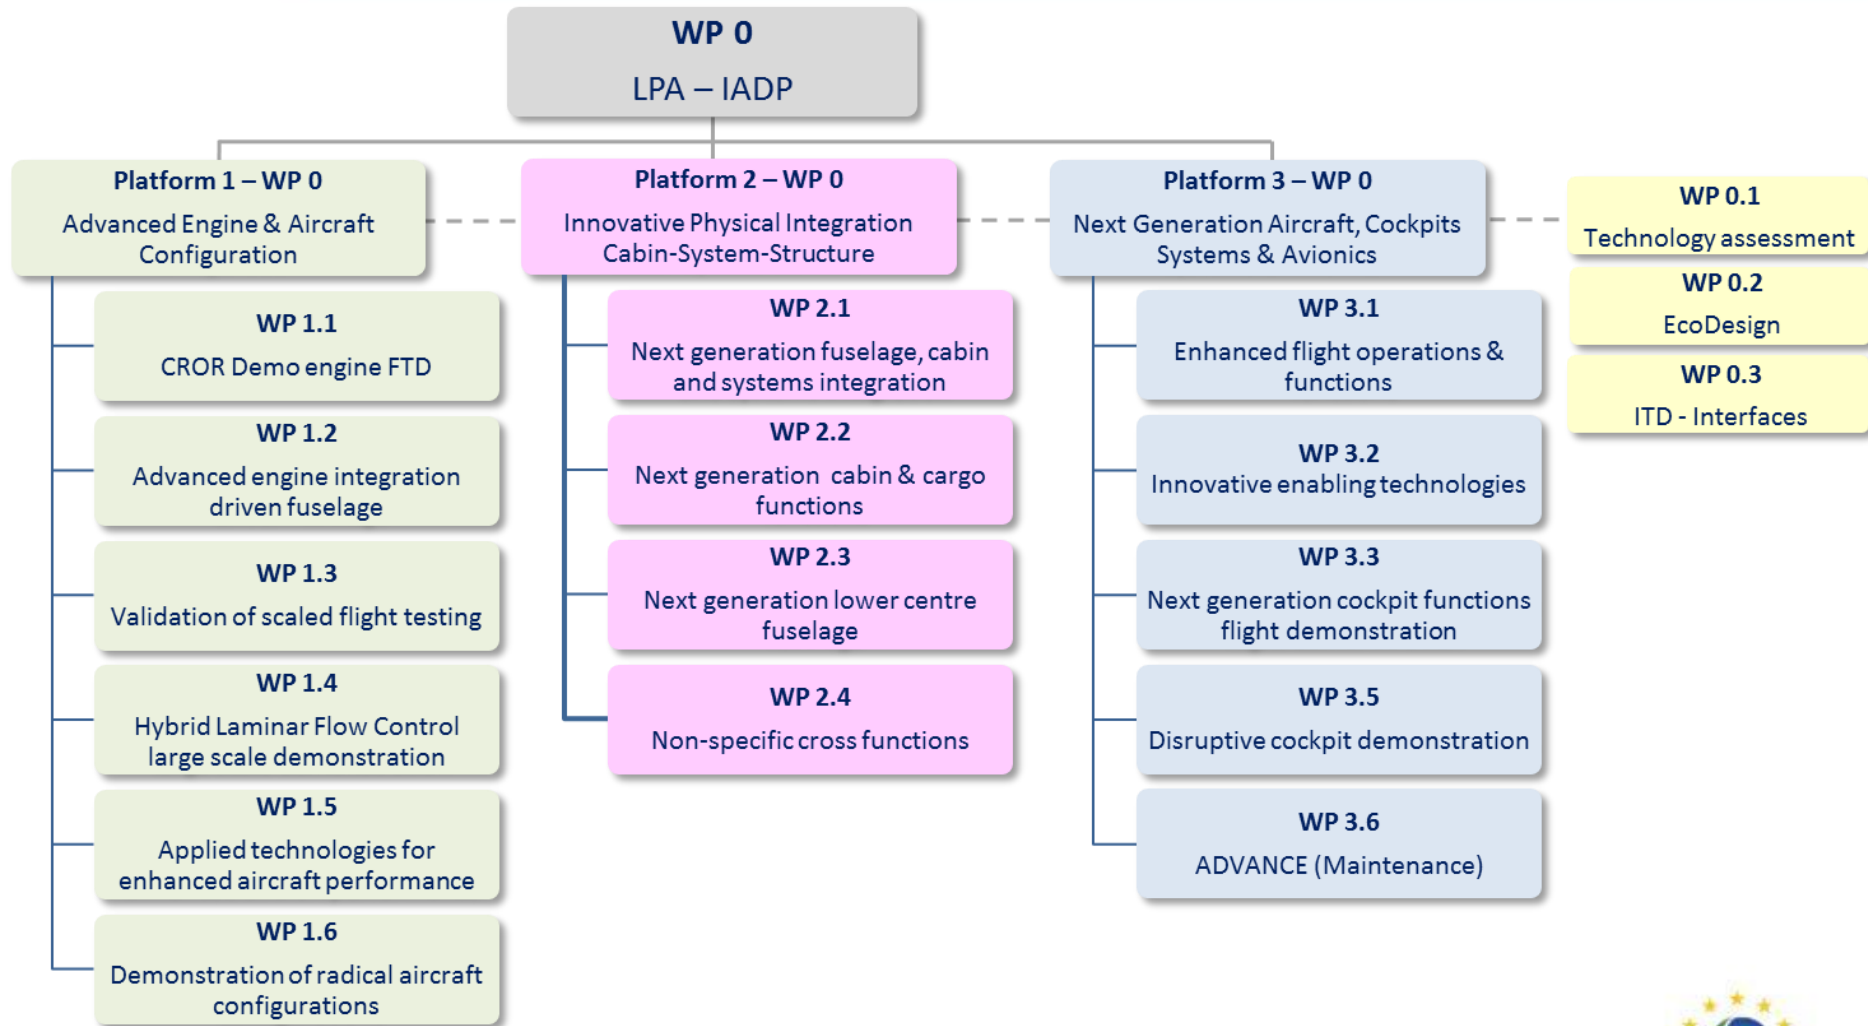 WP 0
LPA – IADP
Platform 1 – WP 0
Advanced Engine & Aircraft
Configuration
WP 1.1
CROR Demo engine FTD
WP 1.2
Advanced engine integration
driven fuselage
WP 1.3
Validation of scaled flight testing
WP 1.4
Hybrid Laminar Flow Control
large scale demonstration
WP 1.5
Applied technologies for
enhanced aircraft performance
WP 1.6
Demonstration of radical aircraft
configurations
Platform 2 – WP 0
Innovative Physical Integration
Cabin-System-Structure
WP 2.1
Next generation fuselage, cabin
and systems integration
WP 2.2
Next generation cabin & cargo
functions
WP 2.3
Next generation lower centre
fuselage
WP 2.4
Non-specific cross functions
Platform 3 – WP 0
Next Generation Aircraft, Cockpits
Systems & Avionics
WP 3.1
Enhanced flight operations &
functions
WP 3.2
Innovative enabling technologies
WP 3.3
Next generation cockpit functions
flight demonstration
WP 3.5
Disruptive cockpit demonstration
WP 3.6
ADVANCE (Maintenance)
WP 0.1
Technology assessment
WP 0.2
EcoDesign
WP 0.3
ITD - Interfaces